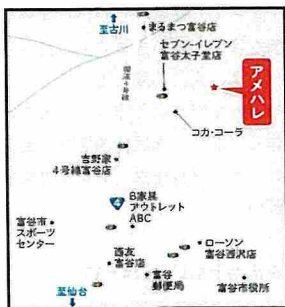 至古川
まるまつ富谷店
セブン-イレブン
富谷太子堂店
国道4号線
アメハレ
コカ・コーラ
吉野家
4号線富谷店
4
B家具
アウトレット
ABC
富谷市
スポーツ
センター
西友
富谷店
ローソン
富谷西沢店
富谷
郵便局
富谷市役所
至仙台